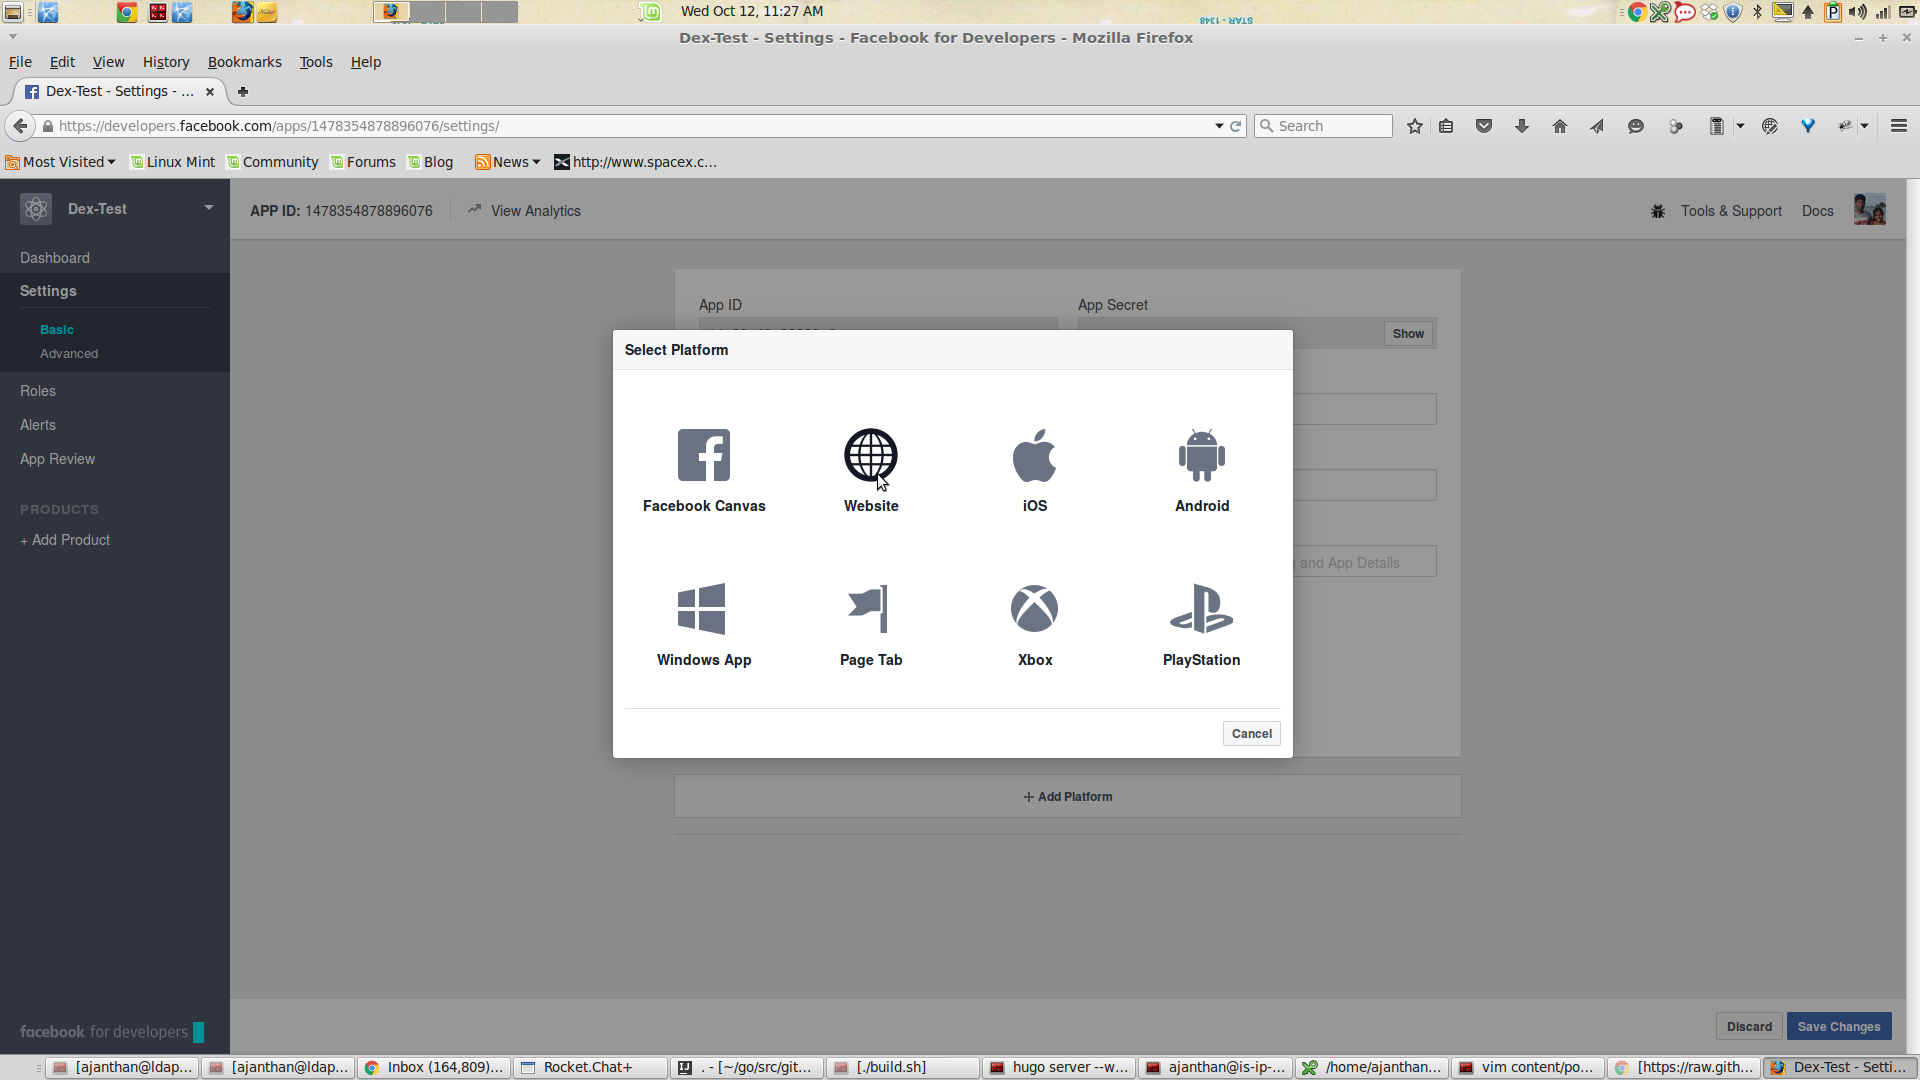 Wed Oct 12, 11:27 AM
Dex-Test - Settings - Facebook for Developers - Mozilla Firefox
File Edit View History Bookmarks Tools Help
Dex-Test - Settings - ...
https://developers.facebook.com/apps/1478354878896076/settings/
Search
Most Visited Linux Mint Community Forums Blog News http://www.spacex.c...
Dex-Test
APP ID: 1478354878896076 View Analytics Tools & Support Docs
Dashboard
Settings
Basic
Advanced
Roles
Alerts
App Review
PRODUCTS
+ Add Product
App ID App Secret
Show
Select Platform
Facebook Canvas Website iOS Android
and App Details
Windows App Page Tab Xbox PlayStation
Cancel
+ Add Platform
facebook for developers
Discard Save Changes
[ajanthan@ldap... [ajanthan@ldap... Inbox (164,809)... Rocket.Chat+ . - [~/go/src/git... [./build.sh] hugo server --w... ajanthan@is-ip-... /home/ajanthan... vim content/po... [https://raw.gith... Dex-Test - Setti...